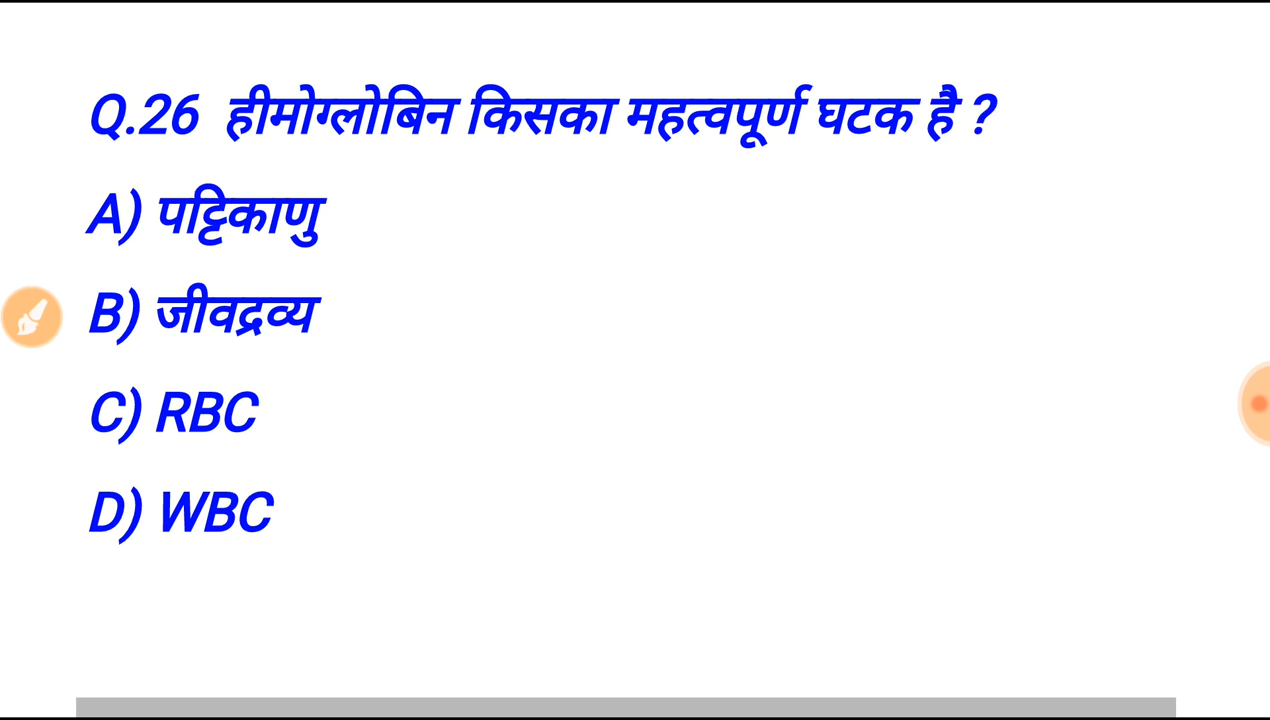 Q.26 हीमोग्लोबिन किसका महत्वपूर्ण घटक है ?
A) पट्टिकाणु
B) जीवद्रव्य
C) RBC
D) WBC